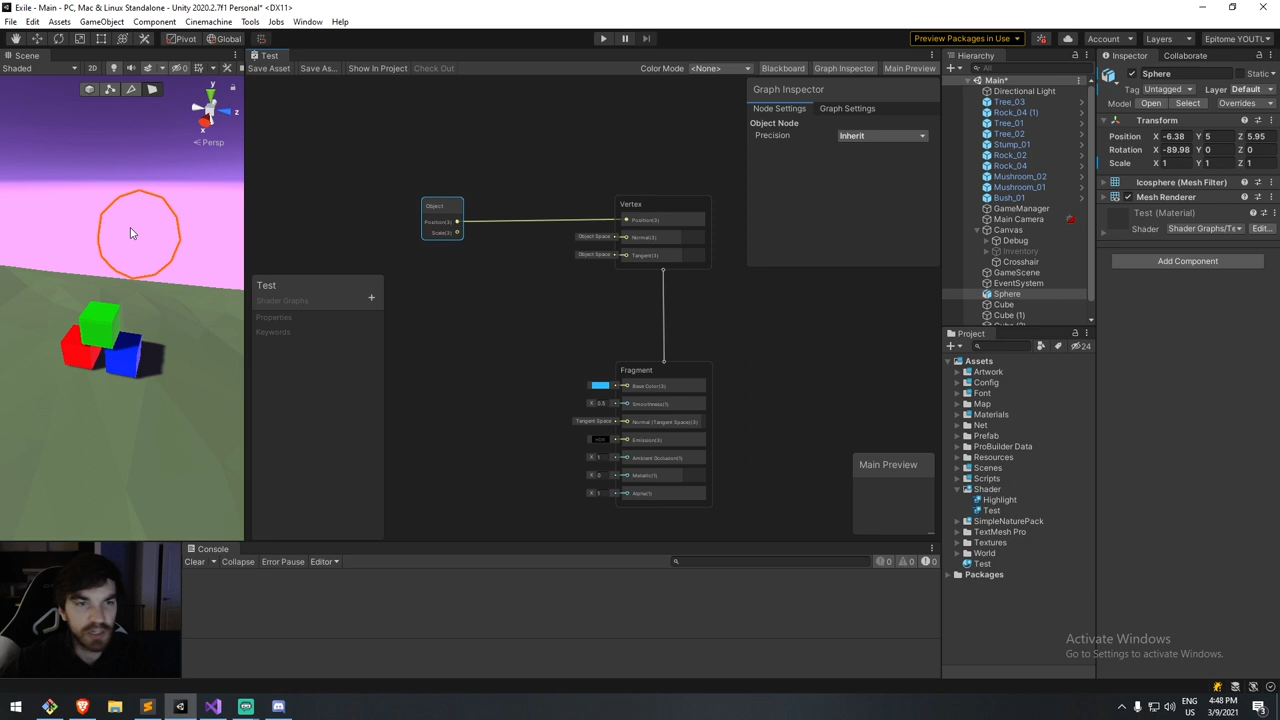 Exile - Main - PC, Mac & Linux Standalone - Unity 2020.2.7f1 Personal* <DX11>
File Edit Assets GameObject Component Cinemachine Tools Jobs Window Help
Pivot Global
Preview Packages in Use
Account
Layers
Epitome YOUTU
Scene
Shaded
2D
0
y
z
x
Persp
Test
Save Asset Save As... Show In Project Check Out
Color Mode <None>
Blackboard Graph Inspector Main Preview
Graph Inspector
Node Settings Graph Settings
Object Node
Precision Inherit
Object
Position(3)
Scale(3)
Vertex
Position(3)
Object Space Normal(3)
Object Space Tangent(3)
Test
Shader Graphs
Properties
Keywords
Fragment
Base Color(3)
X 0.5 Smoothness(1)
Tangent Space Normal (Tangent Space)(3)
HDR Emission(3)
X 1 Ambient Occlusion(1)
X 0 Metallic(1)
X 1 Alpha(1)
Main Preview
Console
Clear Collapse Error Pause Editor
0 0 0
Hierarchy
All
Main*
Directional Light
Tree_03
Rock_04 (1)
Tree_01
Tree_02
Stump_01
Rock_02
Rock_04
Mushroom_02
Mushroom_01
Bush_01
GameManager
Main Camera
Canvas
Debug
Inventory
Crosshair
GameScene
EventSystem
Sphere
Cube
Cube (1)
Project
24
Assets
Artwork
Config
Font
Map
Materials
Net
Prefab
ProBuilder Data
Resources
Scenes
Scripts
Shader
Highlight
Test
SimpleNaturePack
TextMesh Pro
Textures
World
Test
Packages
Inspector Collaborate
Sphere Static
Tag Untagged Layer Default
Model Open Select Overrides
Transform
Position X -6.38 Y 5 Z 5.95
Rotation X -89.98 Y 0 Z 0
Scale X 1 Y 1 Z 1
Icosphere (Mesh Filter)
Mesh Renderer
Test (Material)
Shader Shader Graphs/Te Edit...
Add Component
Activate Windows
Go to Settings to activate Windows.
ENG
US
4:48 PM
3/9/2021
3